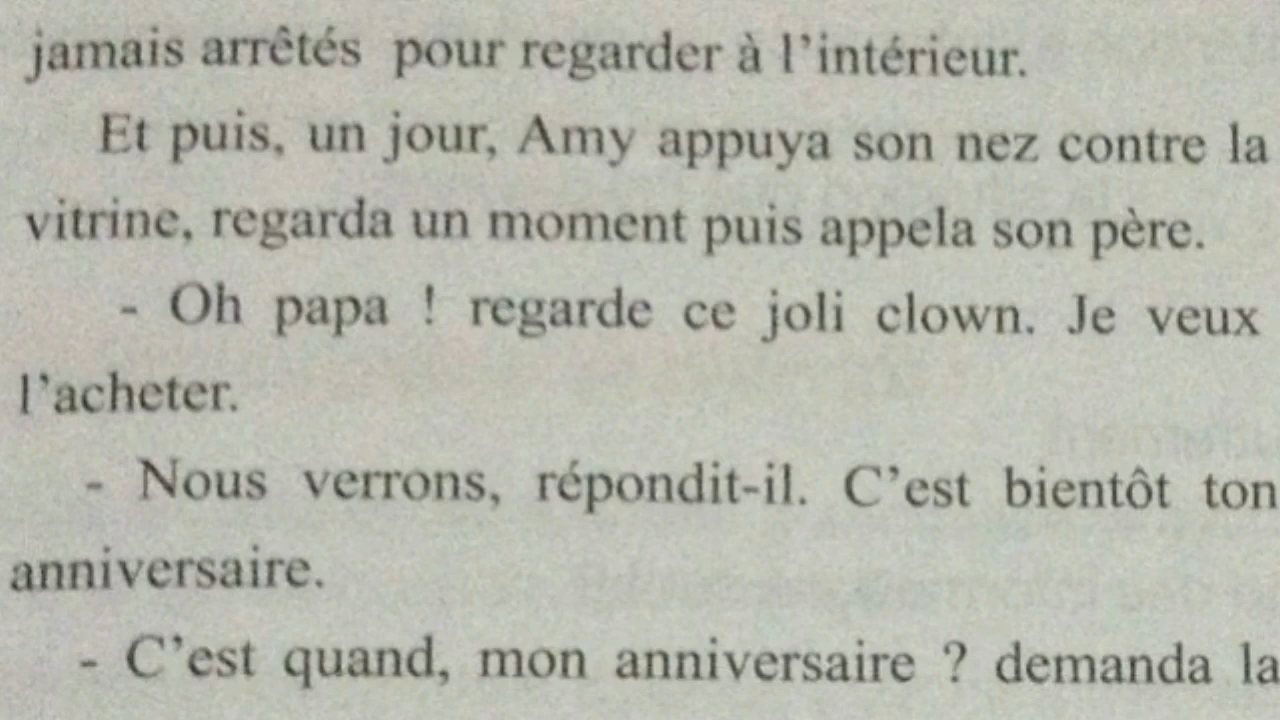 jamais arrêtés pour regarder à l'intérieur.
Et puis, un jour, Amy appuya son nez contre la
vitrine, regarda un moment puis appela son père.
- Oh papa ! regarde ce joli clown. Je veux
l'acheter.
- Nous verrons, répondit-il. C'est bientôt ton
anniversaire.
- C'est quand, mon anniversaire ? demanda la